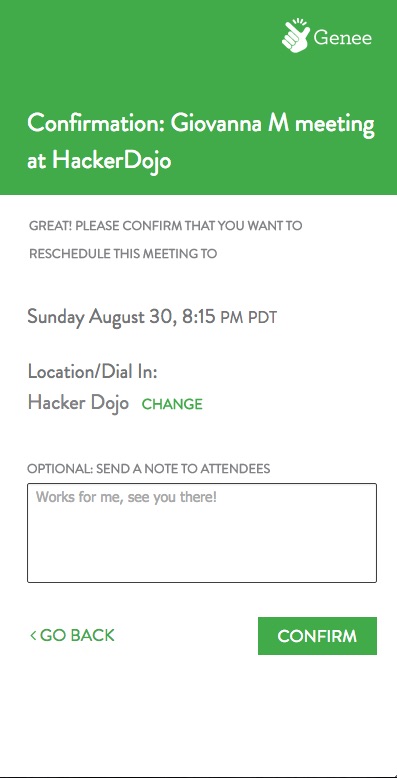 Genee
Confirmation: Giovanna M meeting
at HackerDojo
GREAT! PLEASE CONFIRM THAT YOU WANT TO
RESCHEDULE THIS MEETING TO
Sunday August 30, 8:15 PM PDT
Location/Dial In:
Hacker Dojo CHANGE
OPTIONAL: SEND A NOTE TO ATTENDEES
Works for me, see you there!
< GO BACK CONFIRM